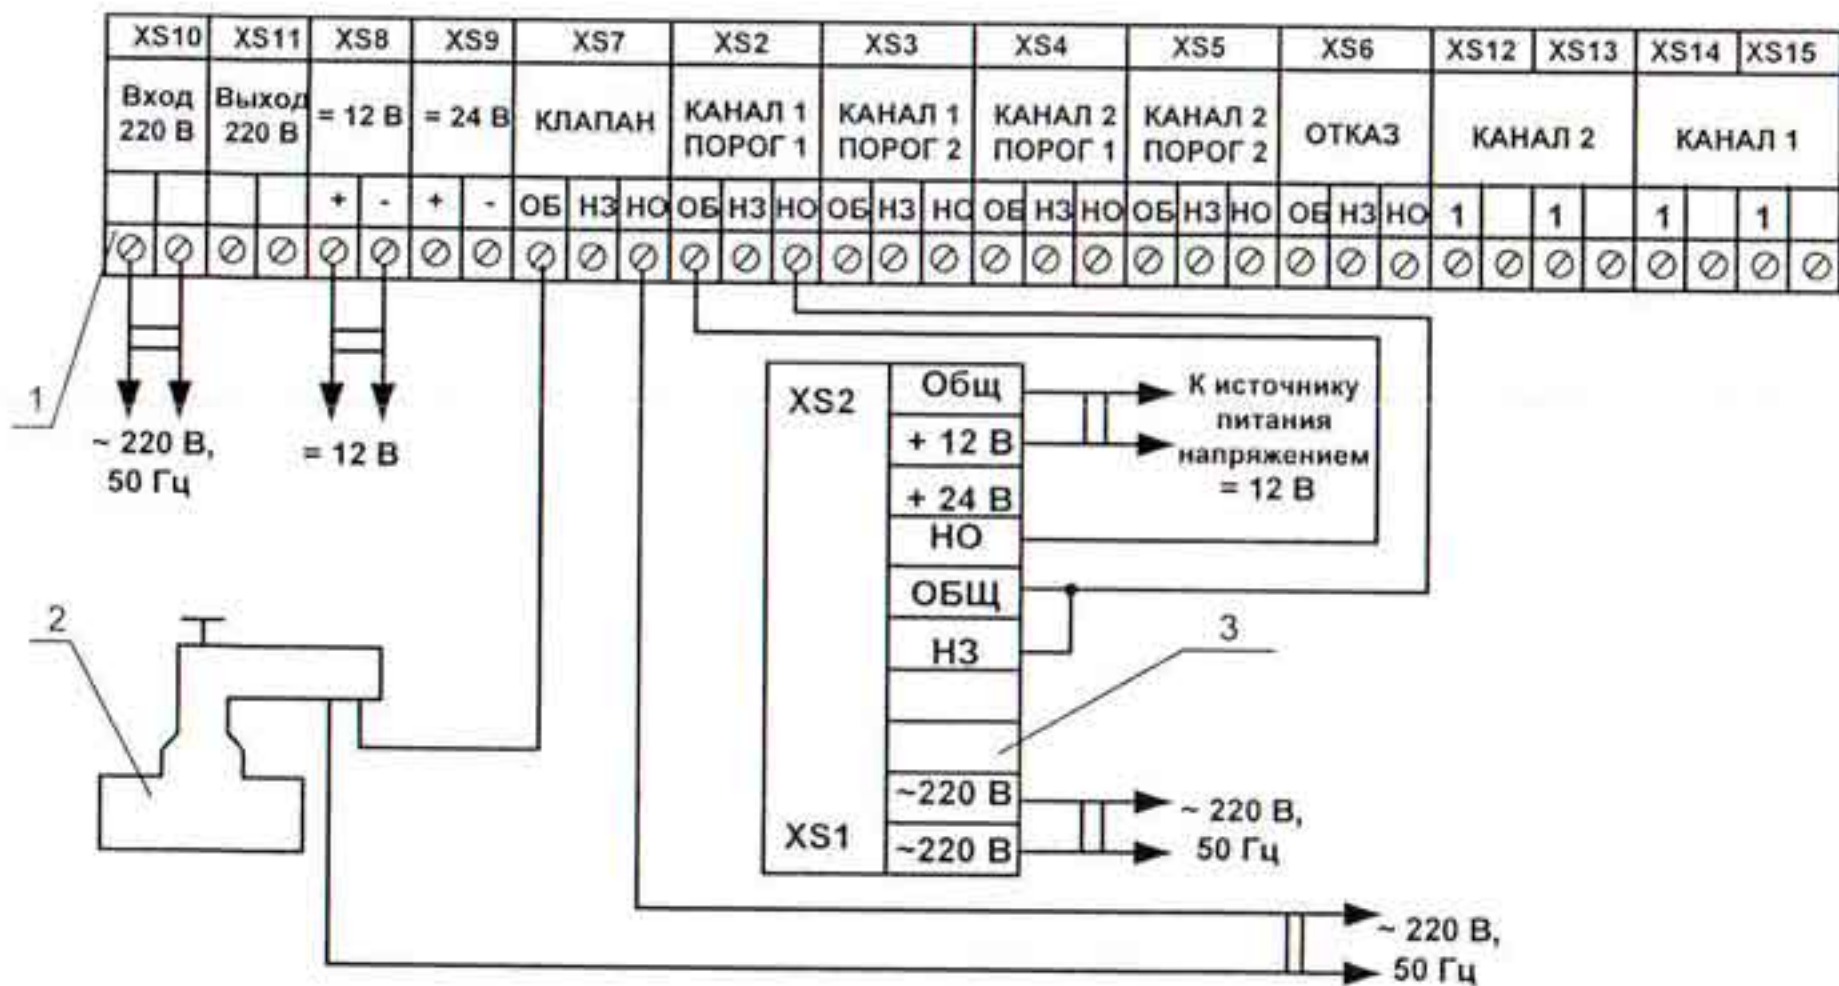 XS10 XS11 XS8 XS9 XS7 XS2 XS3 XS4 XS5 XS6 XS12 XS13 XS14 XS15
Вход 220 В
Выход 220 В
= 12 В
= 24 В
КЛАПАН
КАНАЛ 1 ПОРОГ 1
КАНАЛ 1 ПОРОГ 2
КАНАЛ 2 ПОРОГ 1
КАНАЛ 2 ПОРОГ 2
ОТКАЗ
КАНАЛ 2
КАНАЛ 1
+ - + - ОБ НЗ НО ОБ НЗ НО ОБ НЗ НО ОБ НЗ НО ОБ НЗ НО ОБ НЗ НО 1 1 1 1
1
~ 220 В,
50 Гц
= 12 В
XS2
Общ
+ 12 В
+ 24 В
НО
ОБЩ
НЗ
~220 В
XS1
~220 В
К источнику
питания
напряжением
= 12 В
2
3
~ 220 В,
50 Гц
~ 220 В,
50 Гц